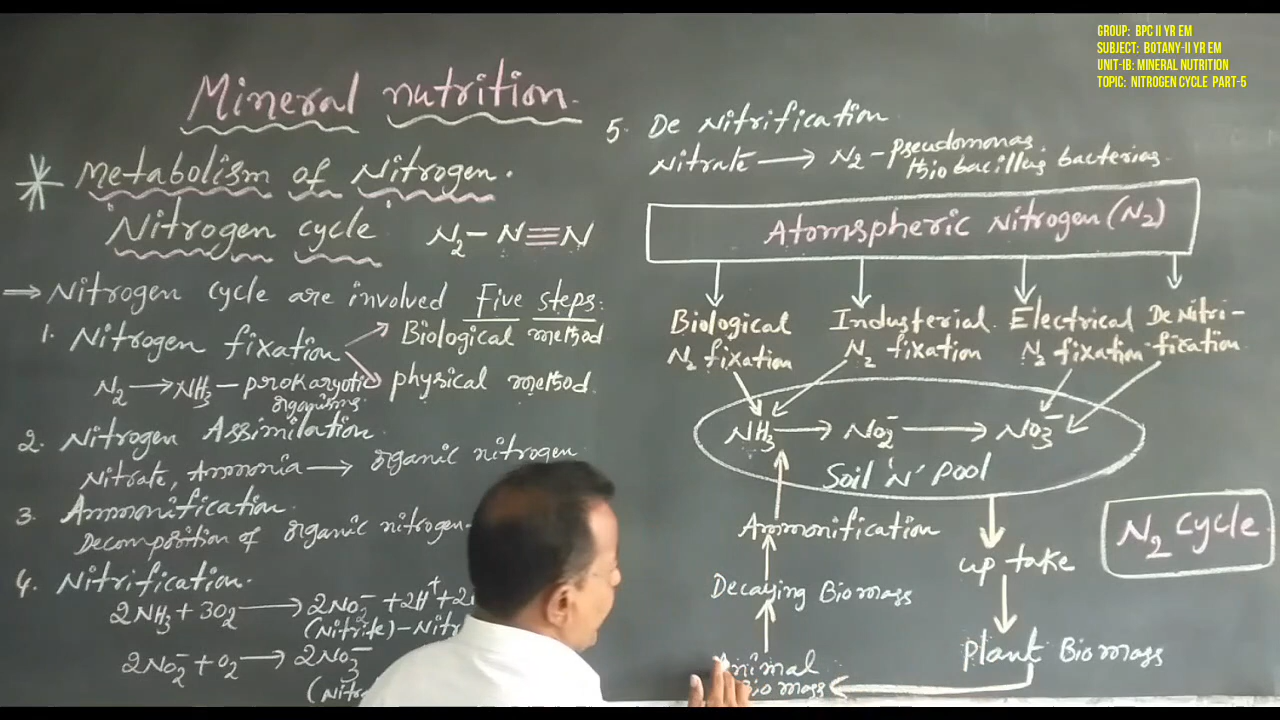 GROUP: BPC II YR EM
SUBJECT: BOTANY-II YR EM
UNIT-IB: MINERAL NUTRITION
TOPIC: NITROGEN CYCLE PART-5
Mineral nutrition.
* Metabolism of Nitrogen.
"Nitrogen cycle" N₂ – N≡N
→ Nitrogen cycle are involved Five steps:
1. Nitrogen fixation Biological method
physical method.
N₂ → NH₃ – prokaryotic
organisms.
2. Nitrogen Assimilation.
Nitrate, Ammonia → organic nitrogen
3. Ammonification.
Decomposition of organic nitrogen
4. Nitrification.
2NH₃ + 3O₂ → 2NO₂⁻ + 2H⁺ + 2
(Nitrite) – Nitr
2NO₂⁻ + O₂ → 2NO₃⁻
(Nitr
5. De Nitrification
Nitrate → N₂ – pseudomonas.
thiobacillus bacterias.
Atomspheric Nitrogen (N₂)
Biological Industerial Electrical De Nitri-
N₂ fixation N₂ fixation N₂ fixation fication
NH₃ → NO₂⁻ → NO₃⁻
Soil 'N' Pool
Ammonification
up take
N₂ cycle
Decaying Biomass
Plant Biomass
Animal
Biomass